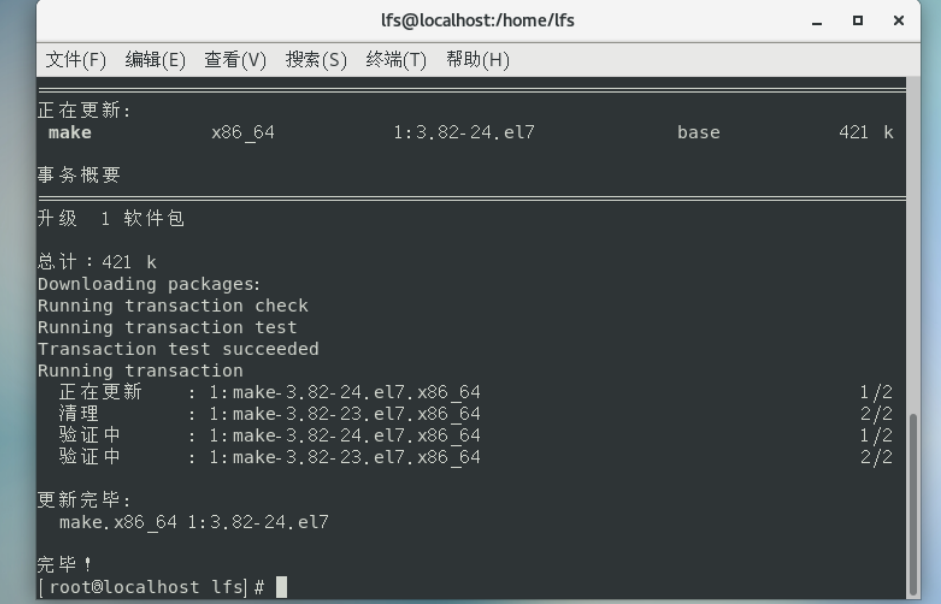 lfs@localhost:/home/lfs
文件(F) 编辑(E) 查看(V) 搜索(S) 终端(T) 帮助(H)
正在更新:
make x86_64 1:3.82-24.el7 base 421 k
事务概要
升级 1 软件包
总计：421 k
Downloading packages:
Running transaction check
Running transaction test
Transaction test succeeded
Running transaction
正在更新 : 1:make-3.82-24.el7.x86_64 1/2
清理 : 1:make-3.82-23.el7.x86_64 2/2
验证中 : 1:make-3.82-24.el7.x86_64 1/2
验证中 : 1:make-3.82-23.el7.x86_64 2/2
更新完毕:
make.x86_64 1:3.82-24.el7
完毕！
[root@localhost lfs]#